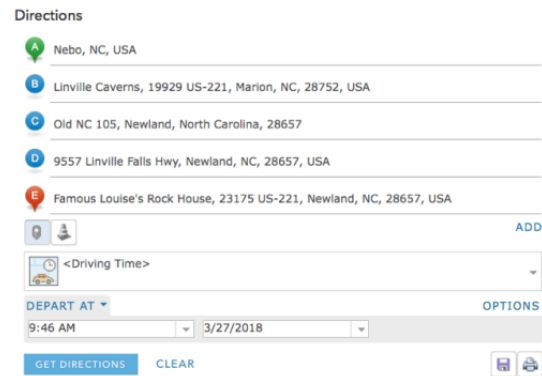 Directions
A Nebo, NC, USA
B Linville Caverns, 19929 US-221, Marion, NC, 28752, USA
C Old NC 105, Newland, North Carolina, 28657
D 9557 Linville Falls Hwy, Newland, NC, 28657, USA
E Famous Louise's Rock House, 23175 US-221, Newland, NC, 28657, USA
ADD
<Driving Time>
DEPART AT OPTIONS
9:46 AM 3/27/2018
GET DIRECTIONS CLEAR